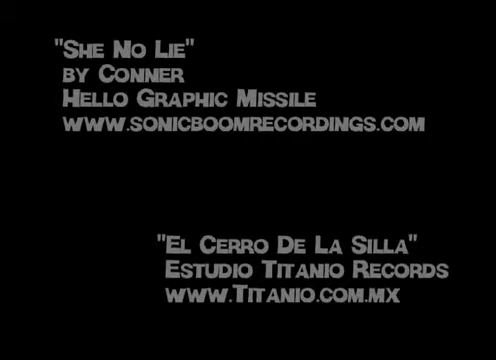 "She No Lie"
by Conner
Hello Graphic Missile
www.sonicboomrecordings.com
"El Cerro De La Silla"
Estudio Titanio Records
www.Titanio.com.mx